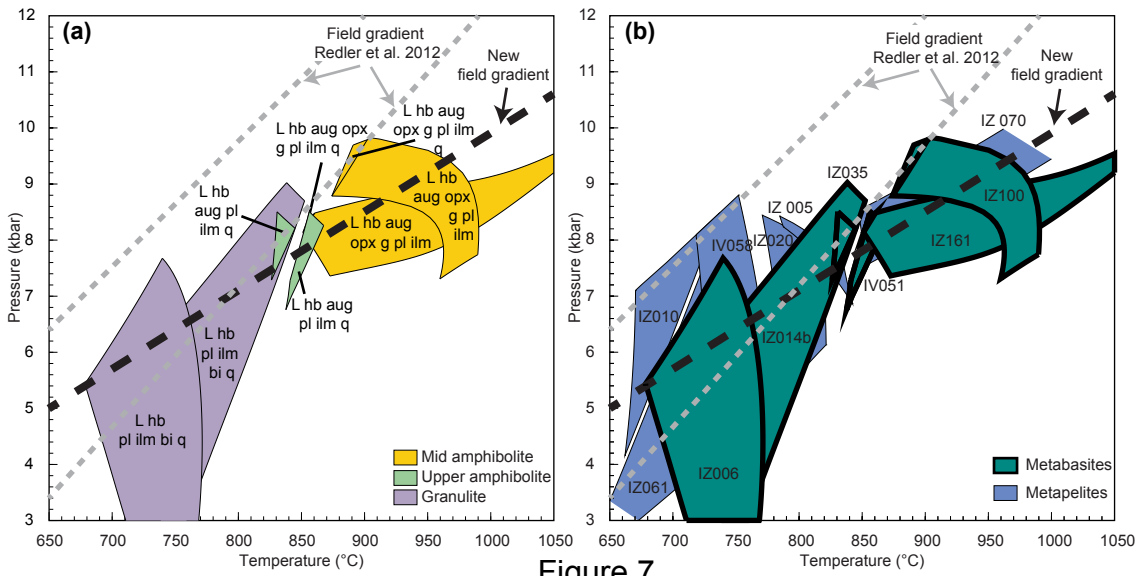 (a)
Field gradient
Redler et al. 2012
New
field gradient
L hb aug opx
g pl ilm q
L hb aug
opx g pl ilm
q
L hb
aug pl
ilm q
L hb
aug opx
g pl
ilm
L hb aug
opx g pl ilm
L hb aug
pl ilm q
L hb
pl ilm
bi q
L hb
pl ilm bi q
Mid amphibolite
Upper amphibolite
Granulite
12
11
10
9
8
7
6
5
4
3
Pressure (kbar)
650
700
750
800
850
900
950
1000
1050
Temperature (°C)
(b)
Field gradient
Redler et al. 2012
New
field gradient
IZ 070
IZ035
IZ 005
IZ100
IV058
IZ020
IZ161
IV051
IZ010
IZ014b
IZ061
IZ006
Metabasites
Metapelites
12
11
10
9
8
7
6
5
4
3
Pressure (kbar)
650
700
750
800
850
900
950
1000
1050
Temperature (°C)
Figure 7